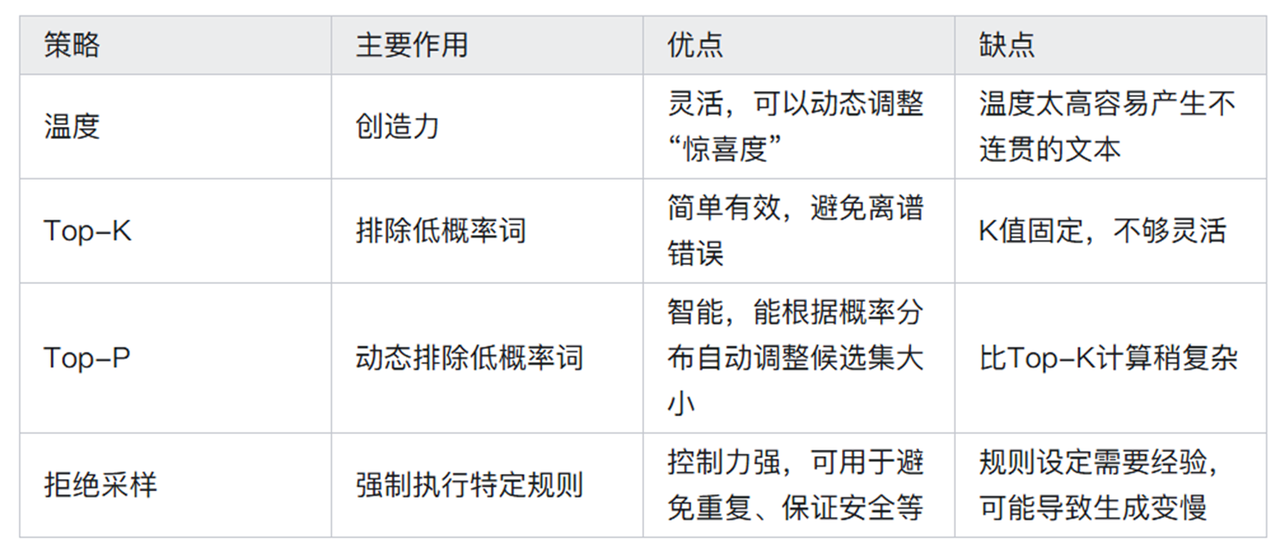 策略 主要作用 优点 缺点
温度 创造力 灵活，可以动态调整 温度太高容易产生不
“惊喜度” 连贯的文本
Top-K 排除低概率词 简单有效，避免离谱 K值固定，不够灵活
错误
Top-P 动态排除低概率词 智能，能根据概率分 比Top-K计算稍复杂
布自动调整候选集大
小
拒绝采样 强制执行特定规则 控制力强，可用于避 规则设定需要经验，
免重复、保证安全等 可能导致生成变慢